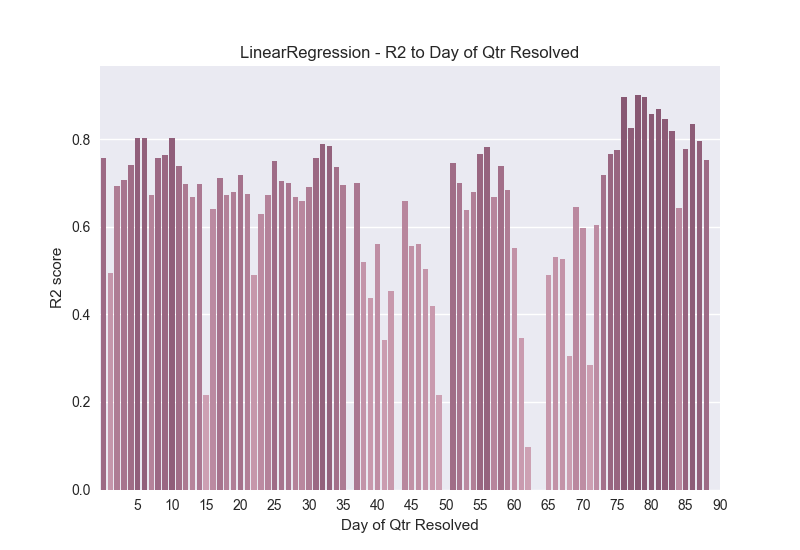 LinearRegression - R2 to Day of Qtr Resolved
R2 score
0.8
0.6
0.4
0.2
0.0
5 10 15 20 25 30 35 40 45 50 55 60 65 70 75 80 85 90
Day of Qtr Resolved